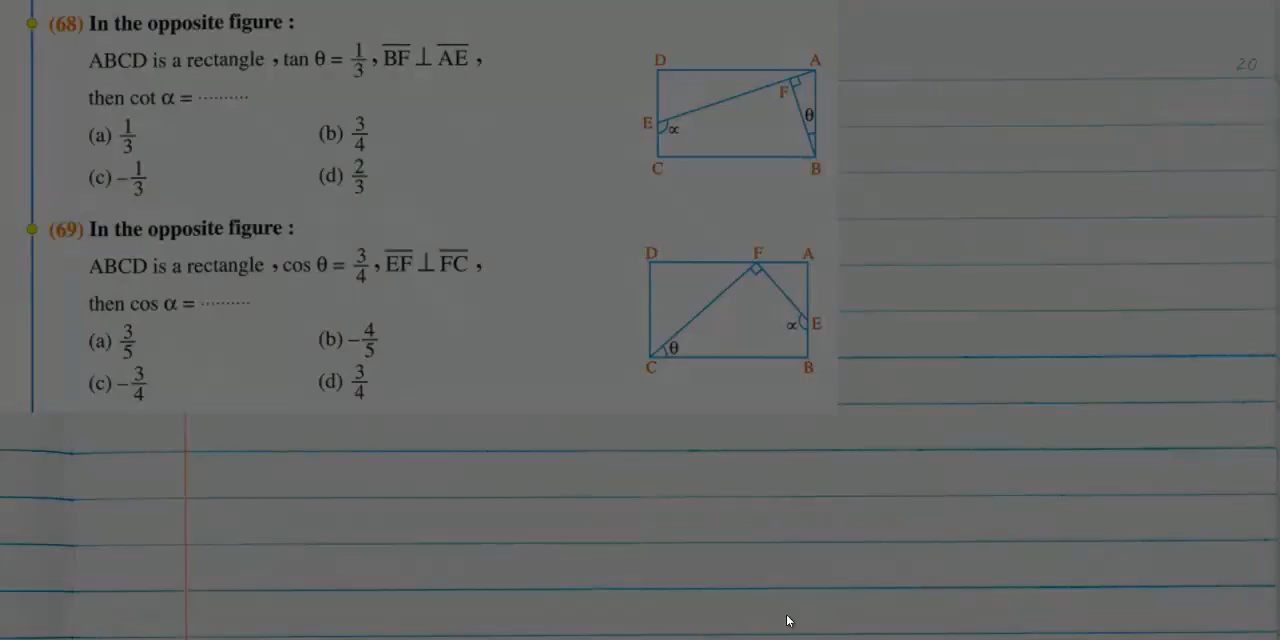 (68) In the opposite figure :
ABCD is a rectangle , tan θ = 1/3 , BF ⊥ AE ,
then cot α = ··········
(a) 1/3 (b) 3/4
(c) – 1/3 (d) 2/3
D A
F
θ
E α
C B
20
(69) In the opposite figure :
ABCD is a rectangle , cos θ = 3/4 , EF ⊥ FC ,
then cos α = ··········
(a) 3/5 (b) – 4/5
(c) – 3/4 (d) 3/4
D F A
α E
θ
C B